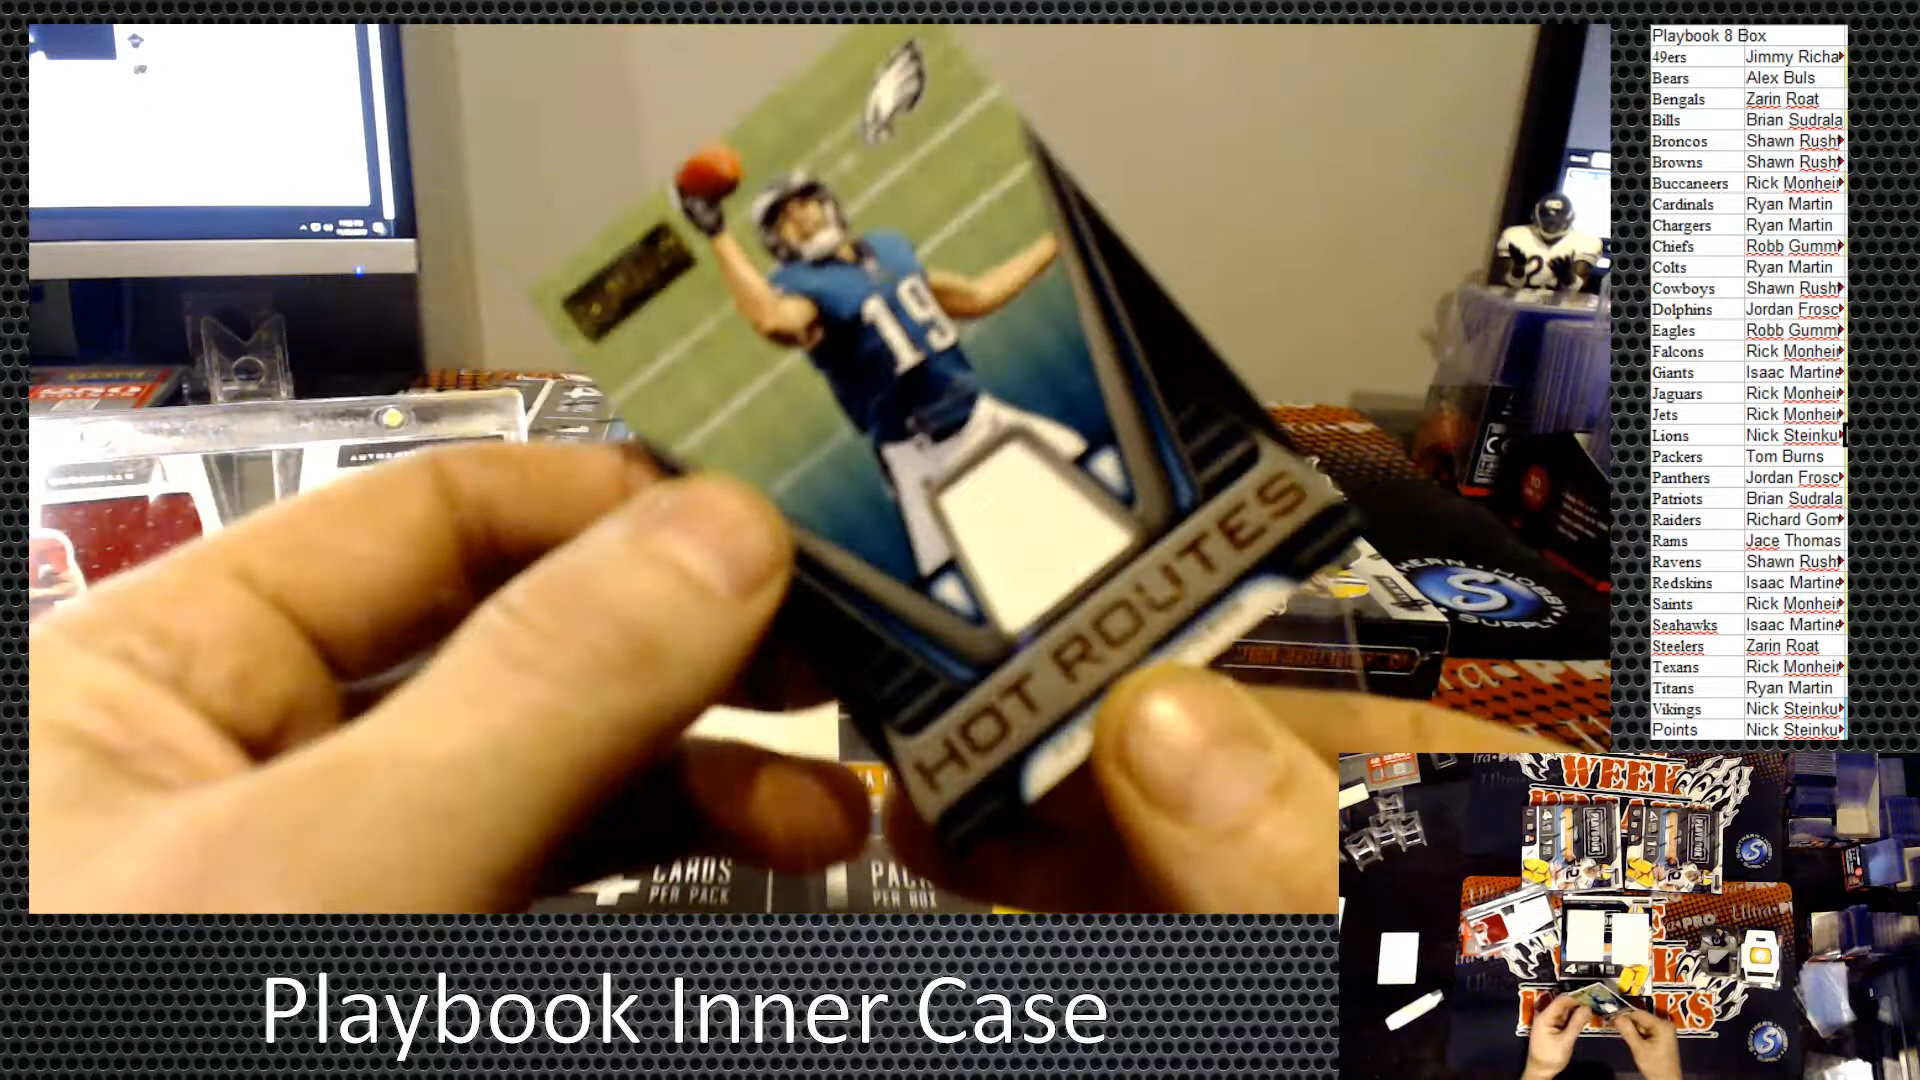 Playbook 8 Box
49ers Jimmy Richa
Bears Alex Buls
Bengals Zarin Roat
Bills Brian Sudrala
Broncos Shawn Rush
Browns Shawn Rush
Buccaneers Rick Monhei
Cardinals Ryan Martin
Chargers Ryan Martin
Chiefs Robb Gumm
Colts Ryan Martin
Cowboys Shawn Rush
Dolphins Jordan Frosc
Eagles Robb Gumm
Falcons Rick Monhei
Giants Isaac Martine
Jaguars Rick Monhei
Jets Rick Monhei
Lions Nick Steinku
Packers Tom Burns
Panthers Jordan Frosc
Patriots Brian Sudrala
Raiders Richard Gom
Rams Jace Thomas
Ravens Shawn Rush
Redskins Isaac Martine
Saints Rick Monhei
Seahawks Isaac Martine
Steelers Zarin Roat
Texans Rick Monhei
Titans Ryan Martin
Vikings Nick Steinku
Points Nick Steinku
19
HOT ROUTES
S
SUPPLY
CARDS
PER PACK
1
PER BOX
WEEK
PLAYBOOK
PLAYBOOK
Playbook Inner Case